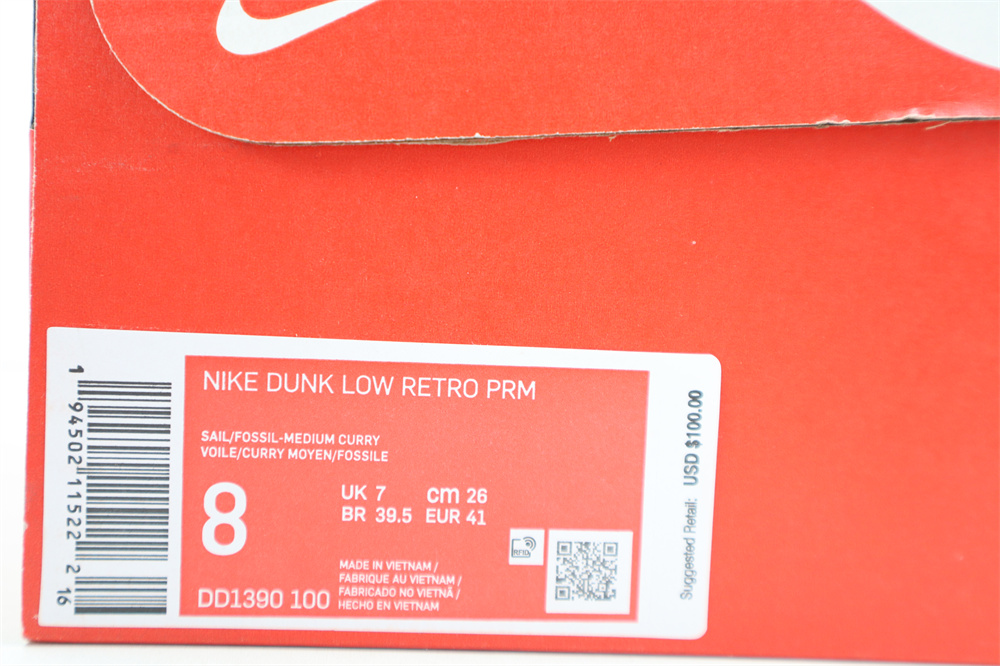 NIKE DUNK LOW RETRO PRM
SAIL/FOSSIL-MEDIUM CURRY
VOILE/CURRY MOYEN/FOSSILE
8
UK 7 cm 26
BR 39.5 EUR 41
RFID
DD1390 100
MADE IN VIETNAM /
FABRIQUE AU VIETNAM /
FABRICADO NO VIETNÃ /
HECHO EN VIETNAM
1 94502 11522 2 16
Suggested Retail: USD $100.00